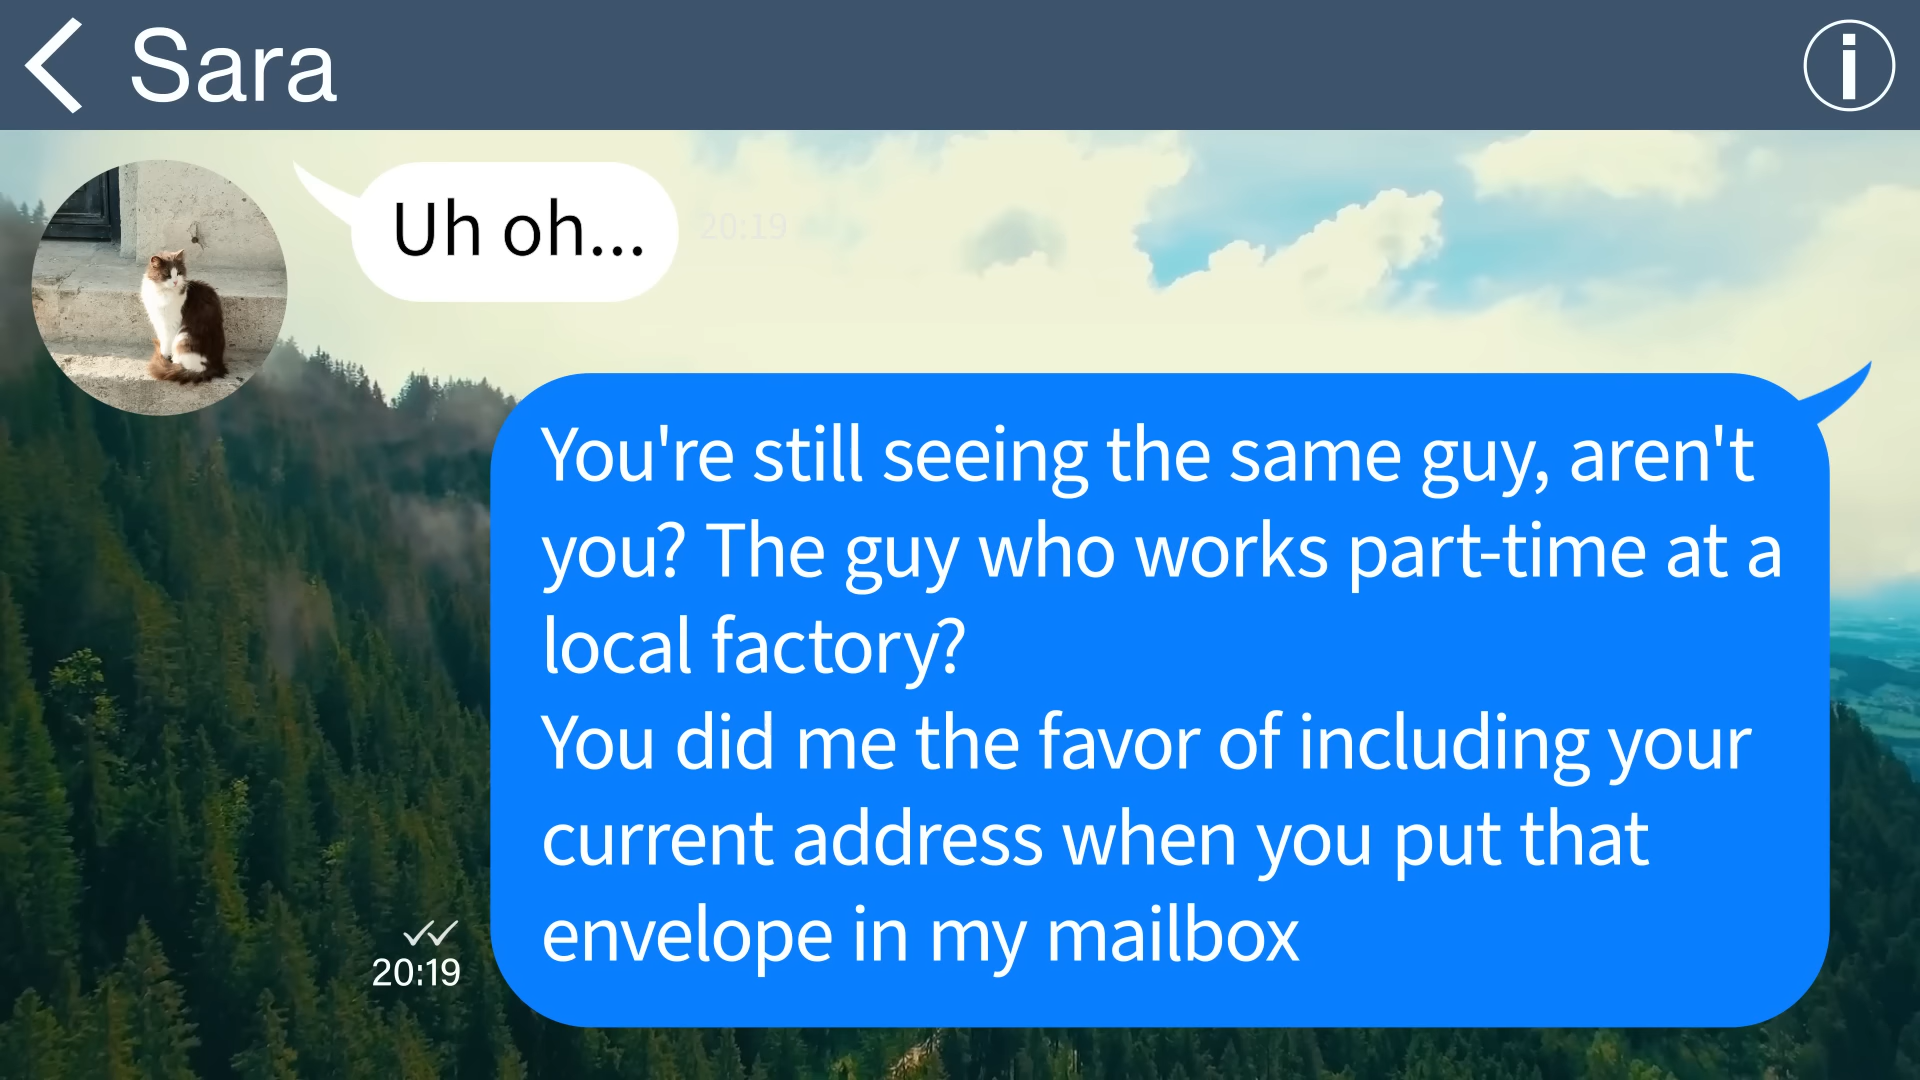 Sara
Uh oh...
20:19
You're still seeing the same guy, aren't
you? The guy who works part-time at a
local factory?
You did me the favor of including your
current address when you put that
envelope in my mailbox
20:19